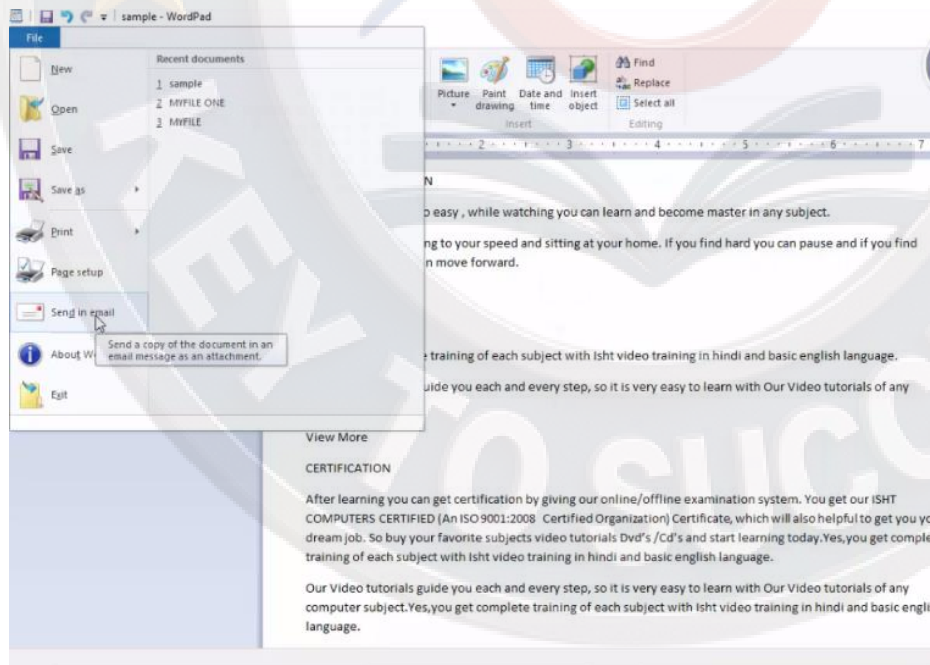 sample - WordPad
File
New
Open
Save
Save as
Print
Page setup
Send in email
About W
Exit
Recent documents
1 sample
2 MYFILE ONE
3 MYFILE
Send a copy of the document in an
email message as an attachment.
Picture
Paint
drawing
Date and
time
Insert
object
Insert
Find
Replace
Select all
Editing
2 3 4 5 6 7
N
o easy , while watching you can learn and become master in any subject.
ng to your speed and sitting at your home. If you find hard you can pause and if you find
n move forward.
e training of each subject with Isht video training in hindi and basic english language.
uide you each and every step, so it is very easy to learn with Our Video tutorials of any
View More
CERTIFICATION
After learning you can get certification by giving our online/offline examination system. You get our ISHT
COMPUTERS CERTIFIED (An ISO 9001:2008 Certified Organization) Certificate, which will also helpful to get you yo
dream job. So buy your favorite subjects video tutorials Dvd's /Cd's and start learning today.Yes,you get comple
training of each subject with Isht video training in hindi and basic english language.
Our Video tutorials guide you each and every step, so it is very easy to learn with Our Video tutorials of any
computer subject.Yes,you get complete training of each subject with Isht video training in hindi and basic engli
language.
KEY TO SUCC